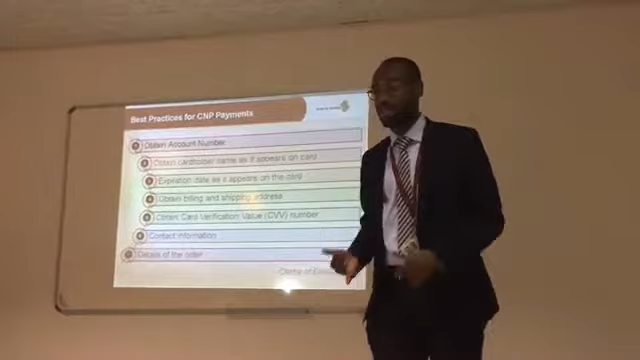 Best Practices for CNP Payments
Obtain Account Number
Obtain cardholder name as it appears on card
Expiration date as it appears on the card
Obtain billing and shipping address
Obtain Card Verification Value (CVV) number
Contact information
Details of the order